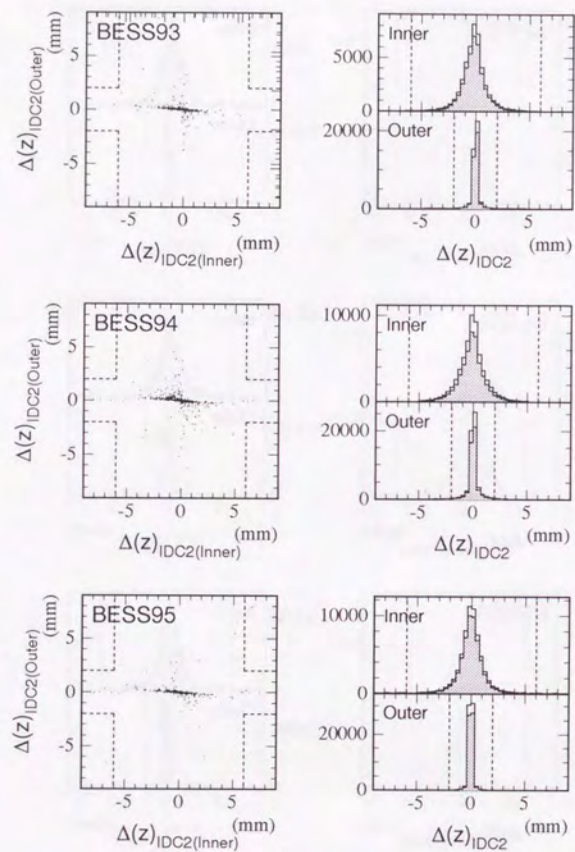 BESS93
Δ(z)IDC2(Outer) (mm)
5
0
-5
-5 0 5
(mm)
Δ(z)IDC2(Inner)
Inner
5000
0
Outer
20000
0
-5 0 5
(mm)
Δ(z)IDC2
BESS94
Δ(z)IDC2(Outer) (mm)
5
0
-5
-5 0 5
(mm)
Δ(z)IDC2(Inner)
Inner
10000
0
Outer
20000
0
-5 0 5
(mm)
Δ(z)IDC2
BESS95
Δ(z)IDC2(Outer) (mm)
5
0
-5
-5 0 5
(mm)
Δ(z)IDC2(Inner)
Inner
10000
0
Outer
20000
0
-5 0 5
(mm)
Δ(z)IDC2